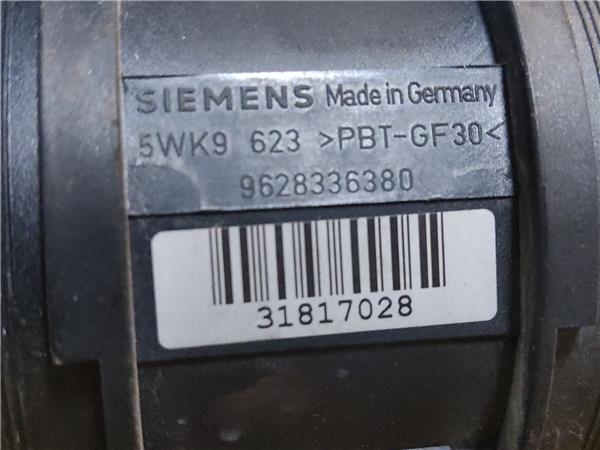 SIEMENS Made in Germany
5WK9 623 >PBT-GF30<
9628336380
31817028